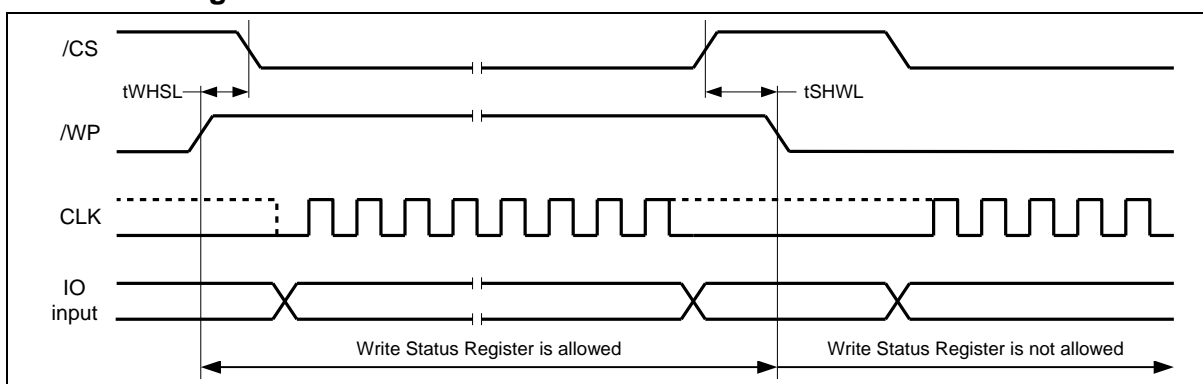 /CS
tWHSL
tSHWL
/WP
CLK
IO
input
Write Status Register is allowed
Write Status Register is not allowed